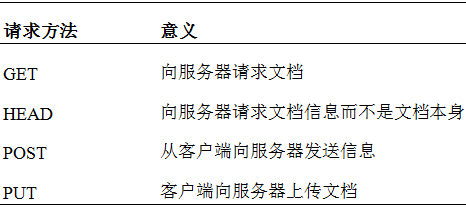 请求方法 意义
GET 向服务器请求文档
HEAD 向服务器请求文档信息而不是文档本身
POST 从客户端向服务器发送信息
PUT 客户端向服务器上传文档